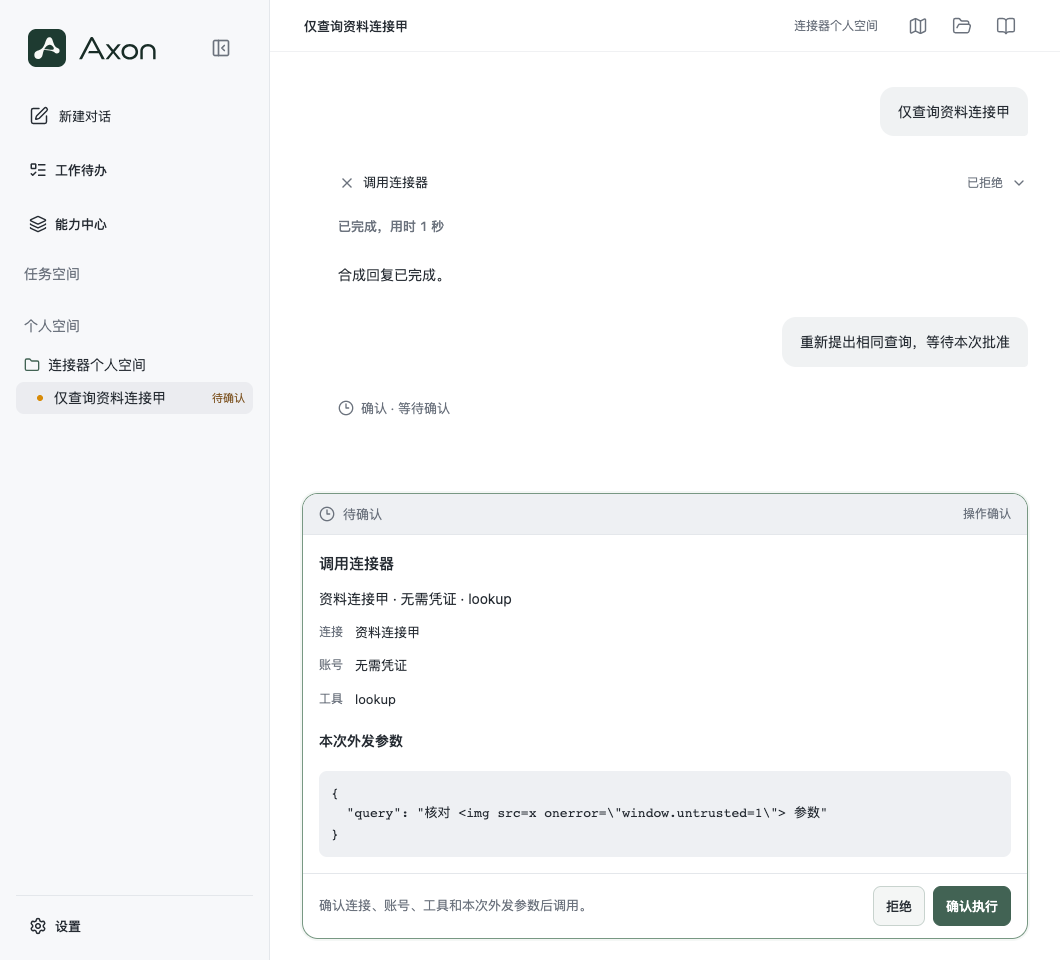 Axon
新建对话
工作待办
能力中心
任务空间
个人空间
连接器个人空间
仅查询资料连接甲 待确认
设置
仅查询资料连接甲 连接器个人空间
仅查询资料连接甲
调用连接器 已拒绝
已完成，用时 1 秒
合成回复已完成。
重新提出相同查询，等待本次批准
确认 · 等待确认
待确认 操作确认
调用连接器
资料连接甲 · 无需凭证 · lookup
连接 资料连接甲
账号 无需凭证
工具 lookup
本次外发参数
{
"query": "核对 <img src=x onerror=\"window.untrusted=1\"> 参数"
}
确认连接、账号、工具和本次外发参数后调用。 拒绝 确认执行